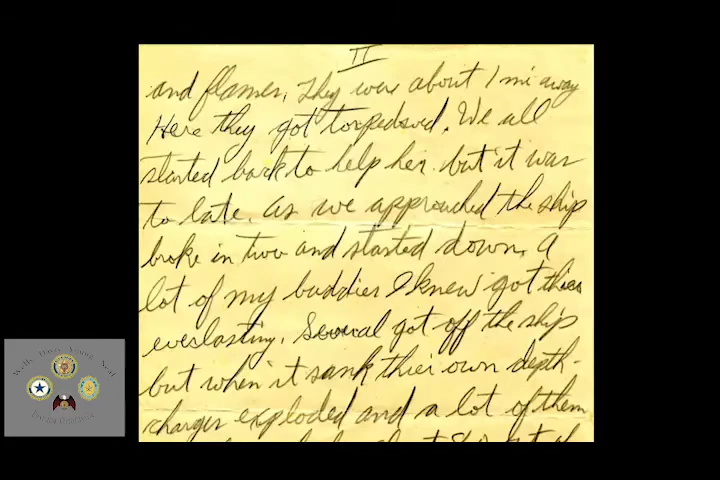 II
and flames, They were about 1 mi away
Here they got torpedoed. We all
started back to help her, but it was
to late. As we approached the ship
broke in two and started down. A
lot of my buddies I knew got thier
everlasting. Several got off the ship
but when it sank thier own depth-
charges exploded and a lot of them